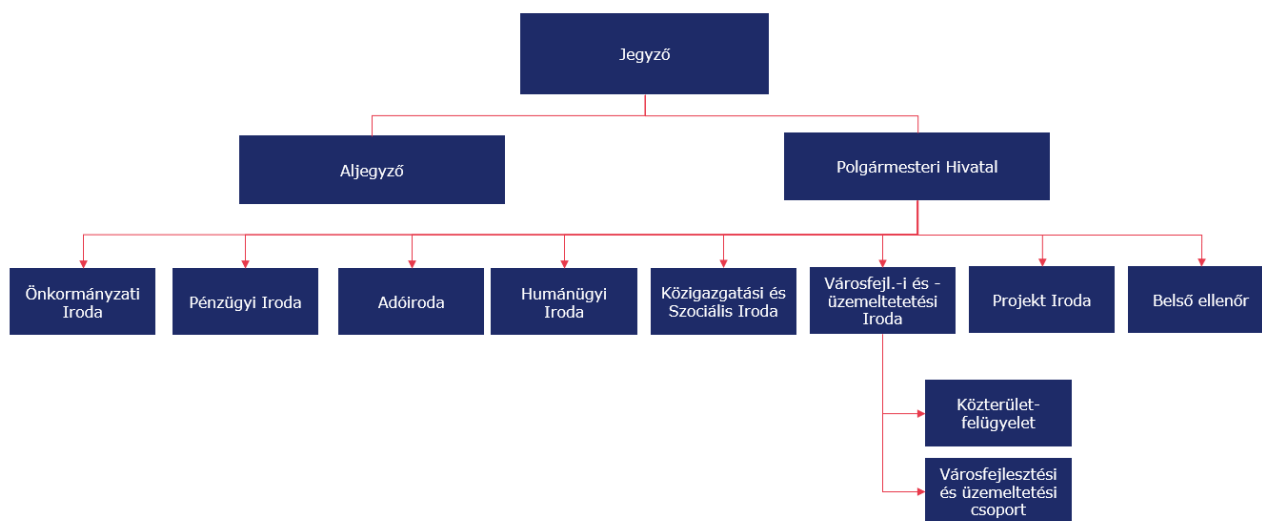 Jegyző
Aljegyző
Polgármesteri Hivatal
Önkormányzati
Iroda
Pénzügyi Iroda
Adóiroda
Humánügyi
Iroda
Közigazgatási és
Szociális Iroda
Városfejl.-i és -
üzemeltetetési
Iroda
Projekt Iroda
Belső ellenőr
Közterület-
felügyelet
Városfejlesztési
és üzemeltetési
csoport